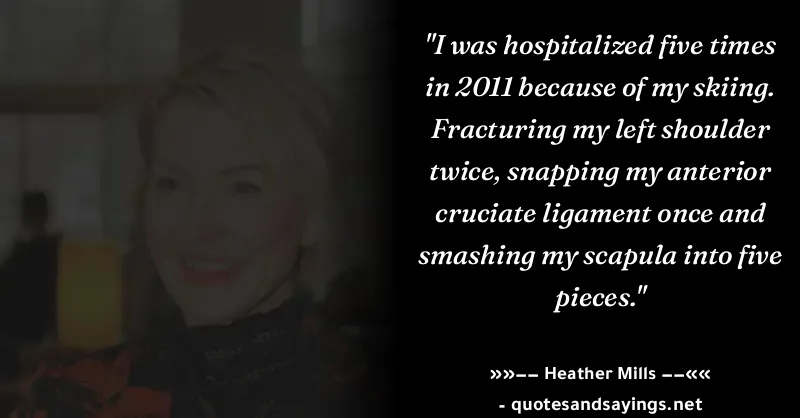 "I was hospitalized five times
in 2011 because of my skiing.
Fracturing my left shoulder
twice, snapping my anterior
cruciate ligament once and
smashing my scapula into five
pieces."
»»−− Heather Mills −−««
- quotesandsayings.net